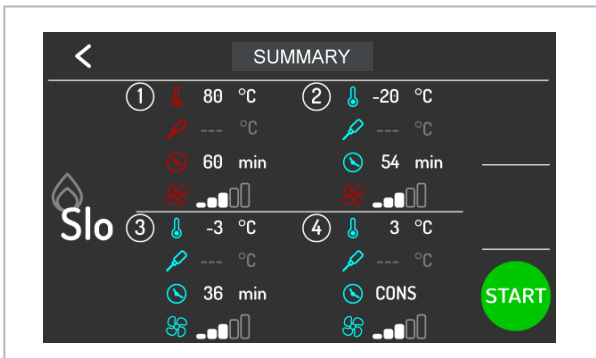 SUMMARY
1 80 °C 2 -20 °C
--- °C --- °C
60 min 54 min
Slo 3 -3 °C 4 3 °C
--- °C --- °C
36 min CONS START